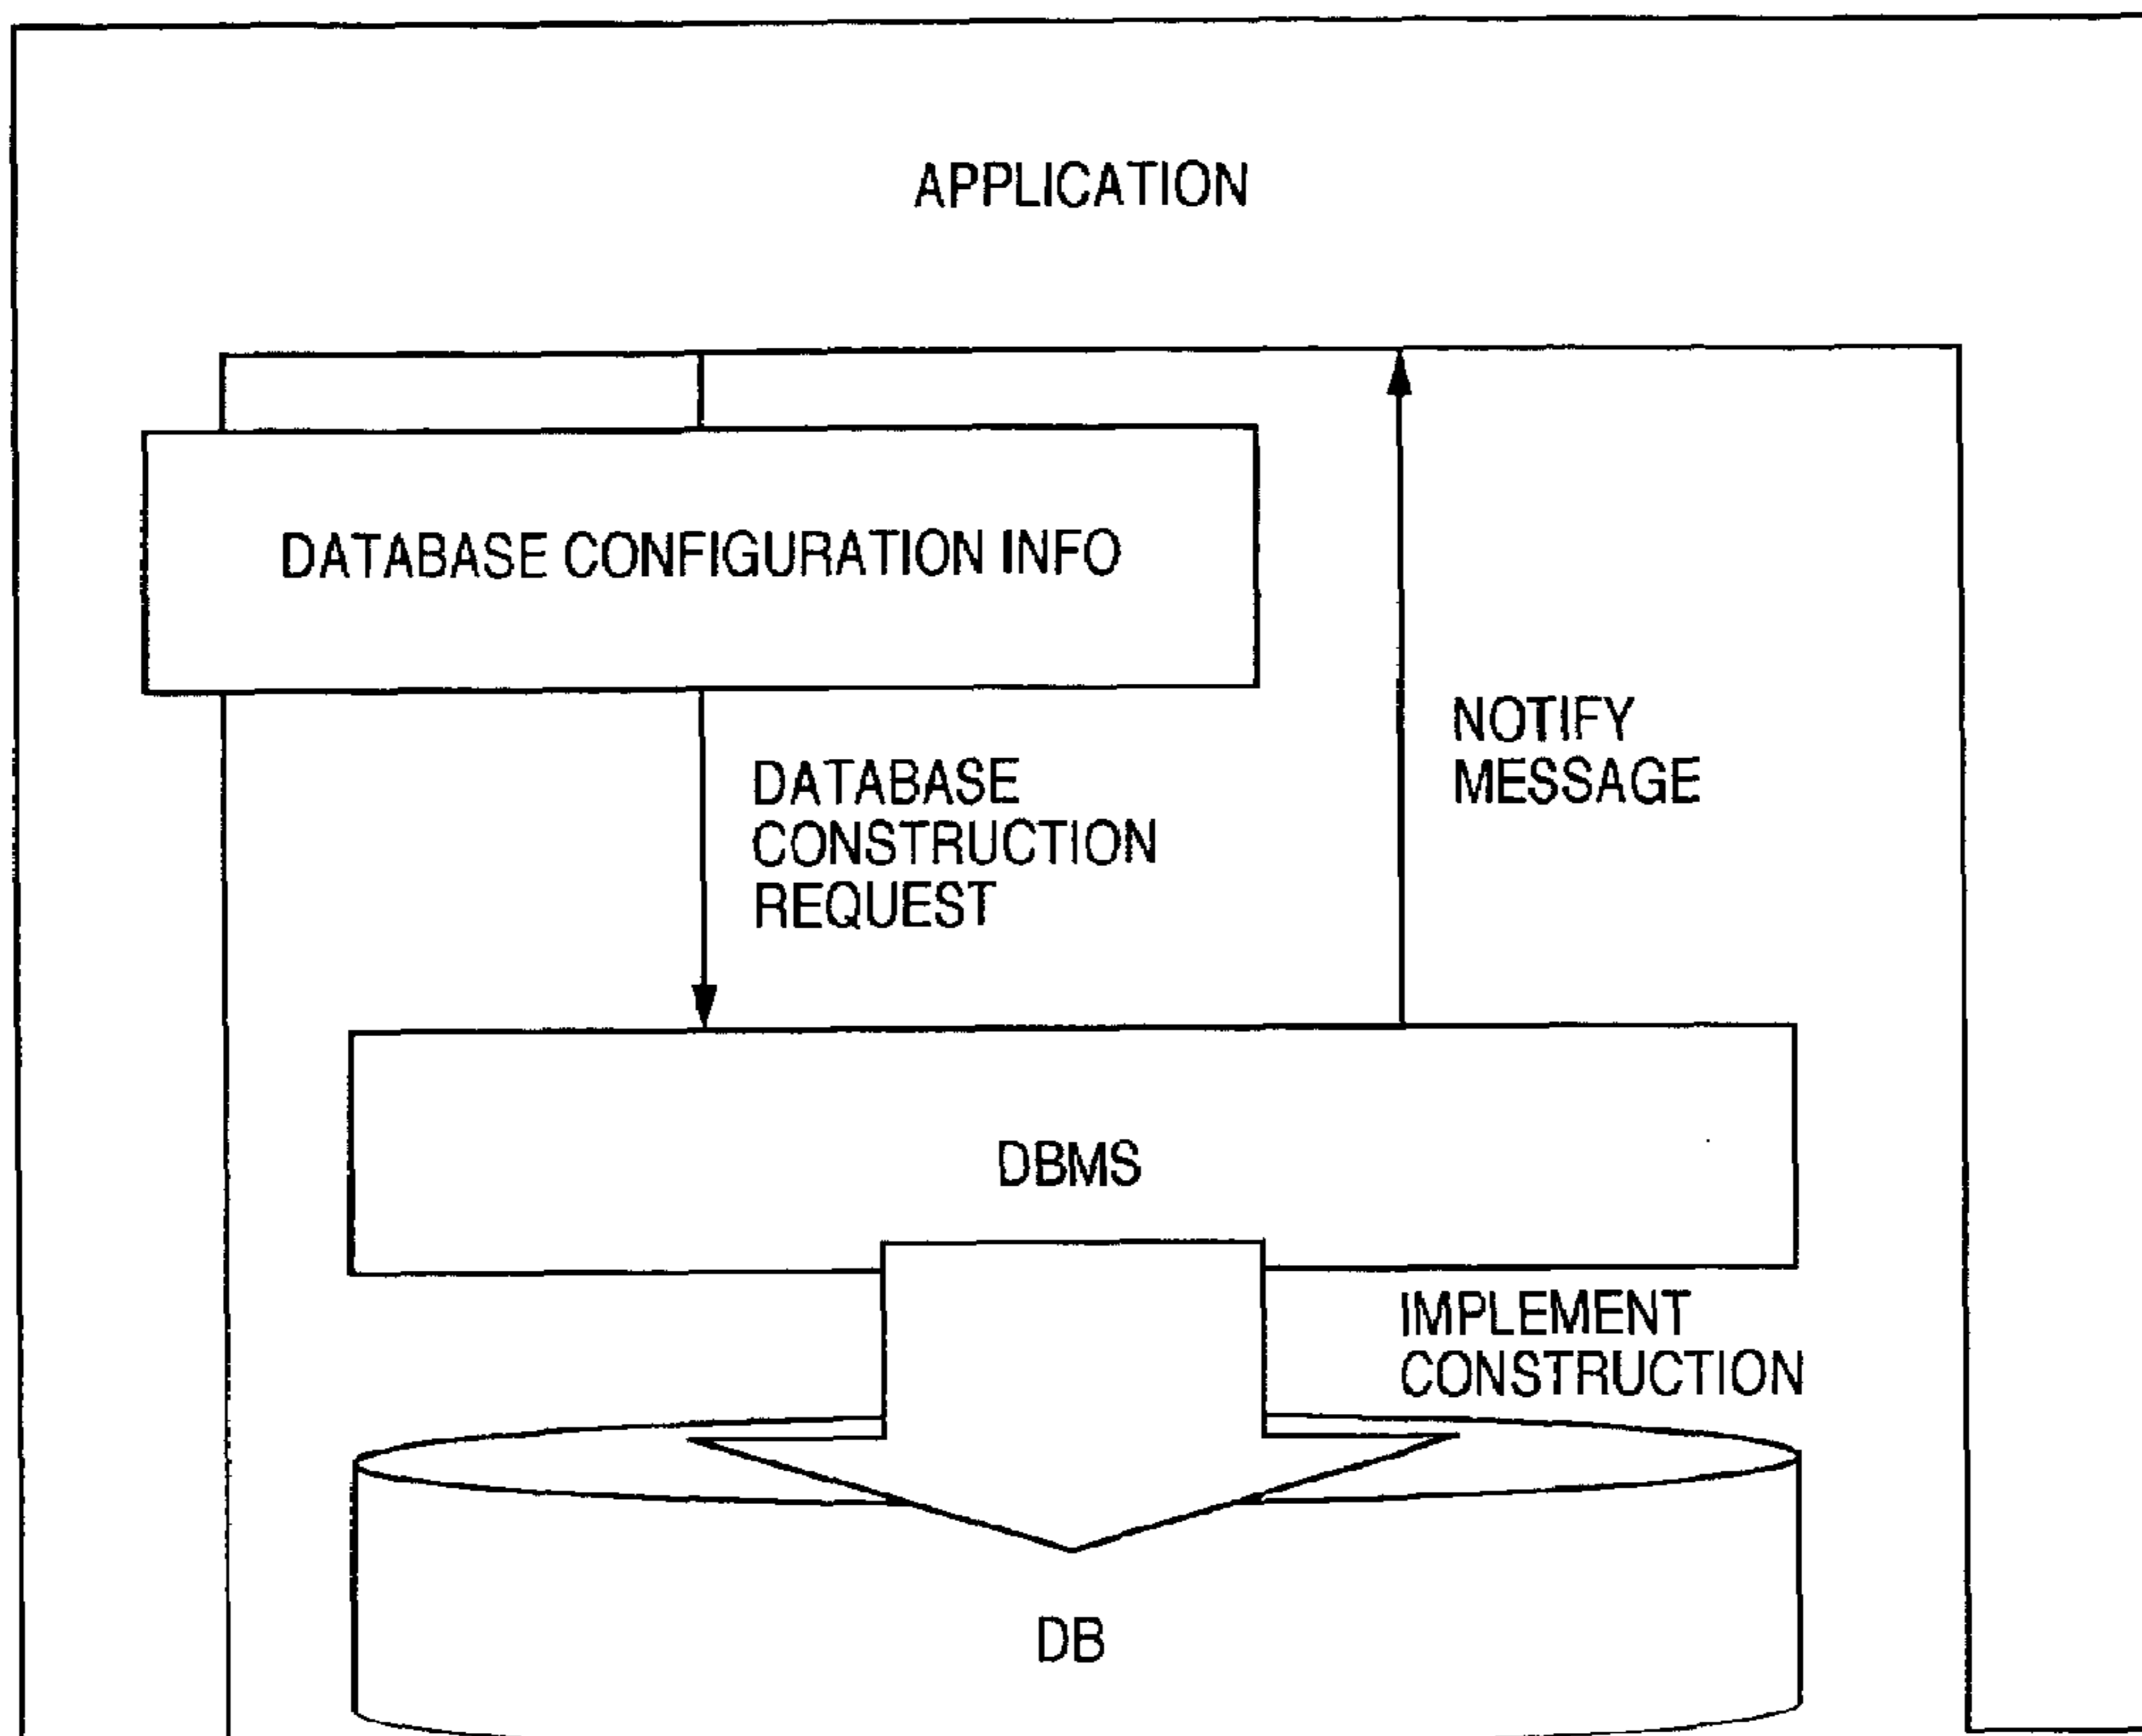 APPLICATION
DATABASE CONFIGURATION INFO
NOTIFY
MESSAGE
DATABASE
CONSTRUCTION
REQUEST
DBMS
IMPLEMENT
CONSTRUCTION
DB